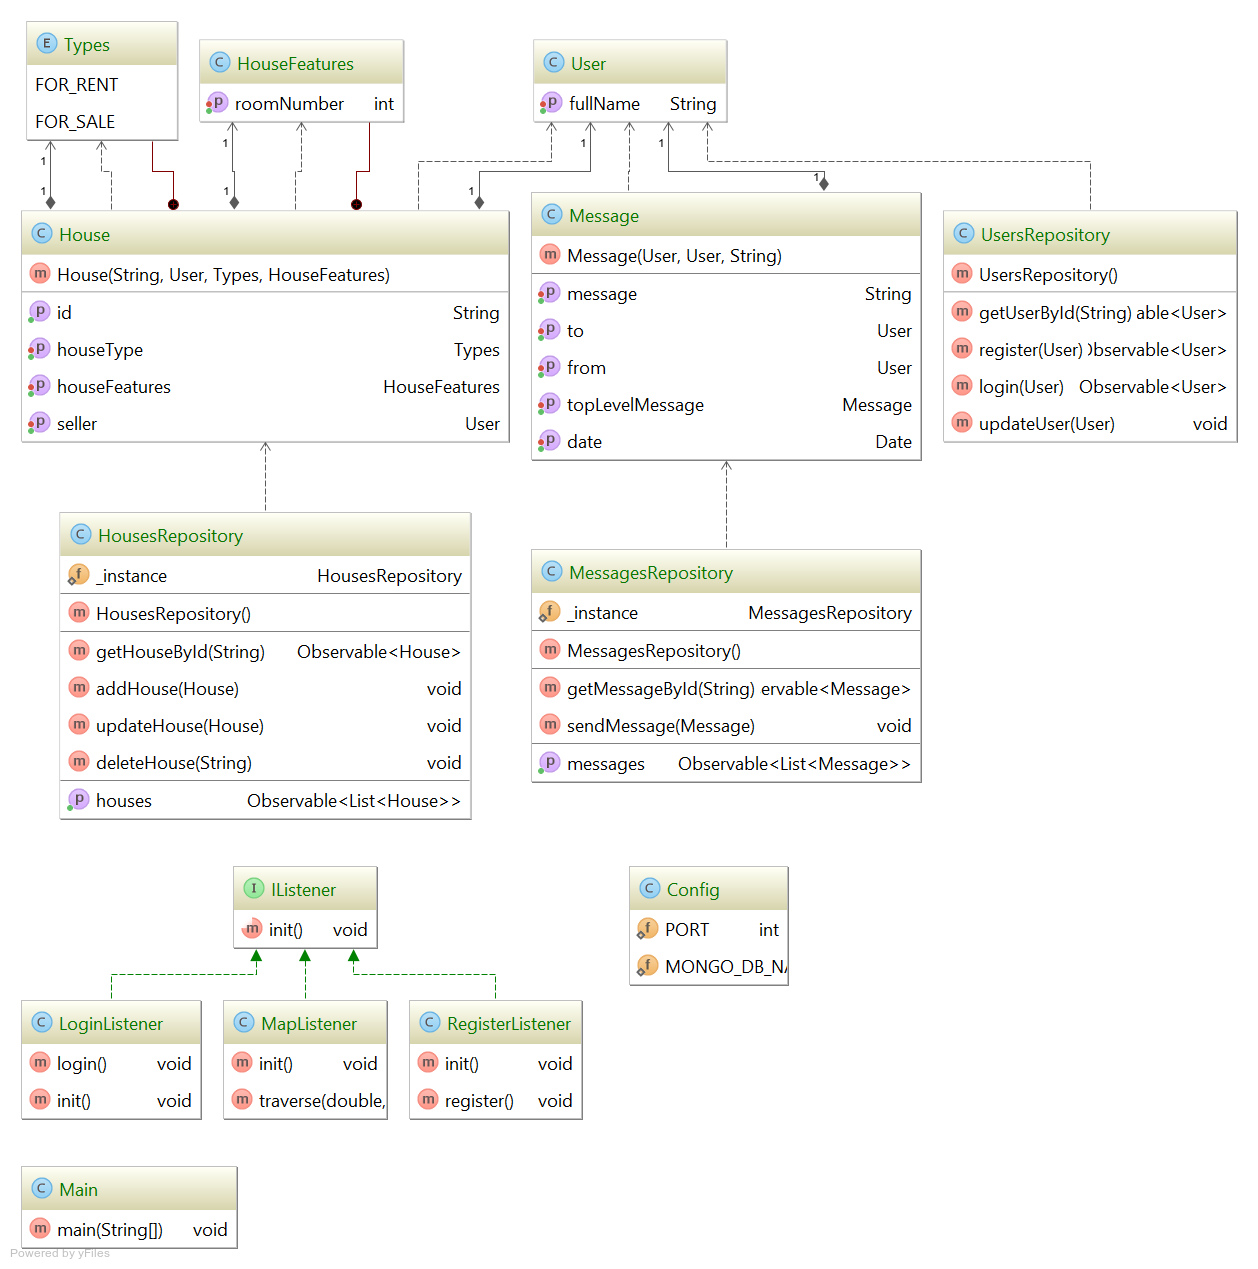 E Types
FOR_RENT
FOR_SALE
C HouseFeatures
p roomNumber int
C User
p fullName String
1
1
1
1
1
1
1
1
C House
m House(String, User, Types, HouseFeatures)
p id String
p houseType Types
p houseFeatures HouseFeatures
p seller User
C Message
m Message(User, User, String)
p message String
p to User
p from User
p topLevelMessage Message
p date Date
C UsersRepository
m UsersRepository()
m getUserById(String) able<User>
m register(User) bservable<User>
m login(User) Observable<User>
m updateUser(User) void
C HousesRepository
f _instance HousesRepository
m HousesRepository()
m getHouseById(String) Observable<House>
m addHouse(House) void
m updateHouse(House) void
m deleteHouse(String) void
p houses Observable<List<House>>
C MessagesRepository
f _instance MessagesRepository
m MessagesRepository()
m getMessageById(String) ervable<Message>
m sendMessage(Message) void
p messages Observable<List<Message>>
I IListener
m init() void
C Config
f PORT int
f MONGO_DB_NA
C LoginListener
m login() void
m init() void
C MapListener
m init() void
m traverse(double,
C RegisterListener
m init() void
m register() void
C Main
m main(String[]) void
Powered by yFiles